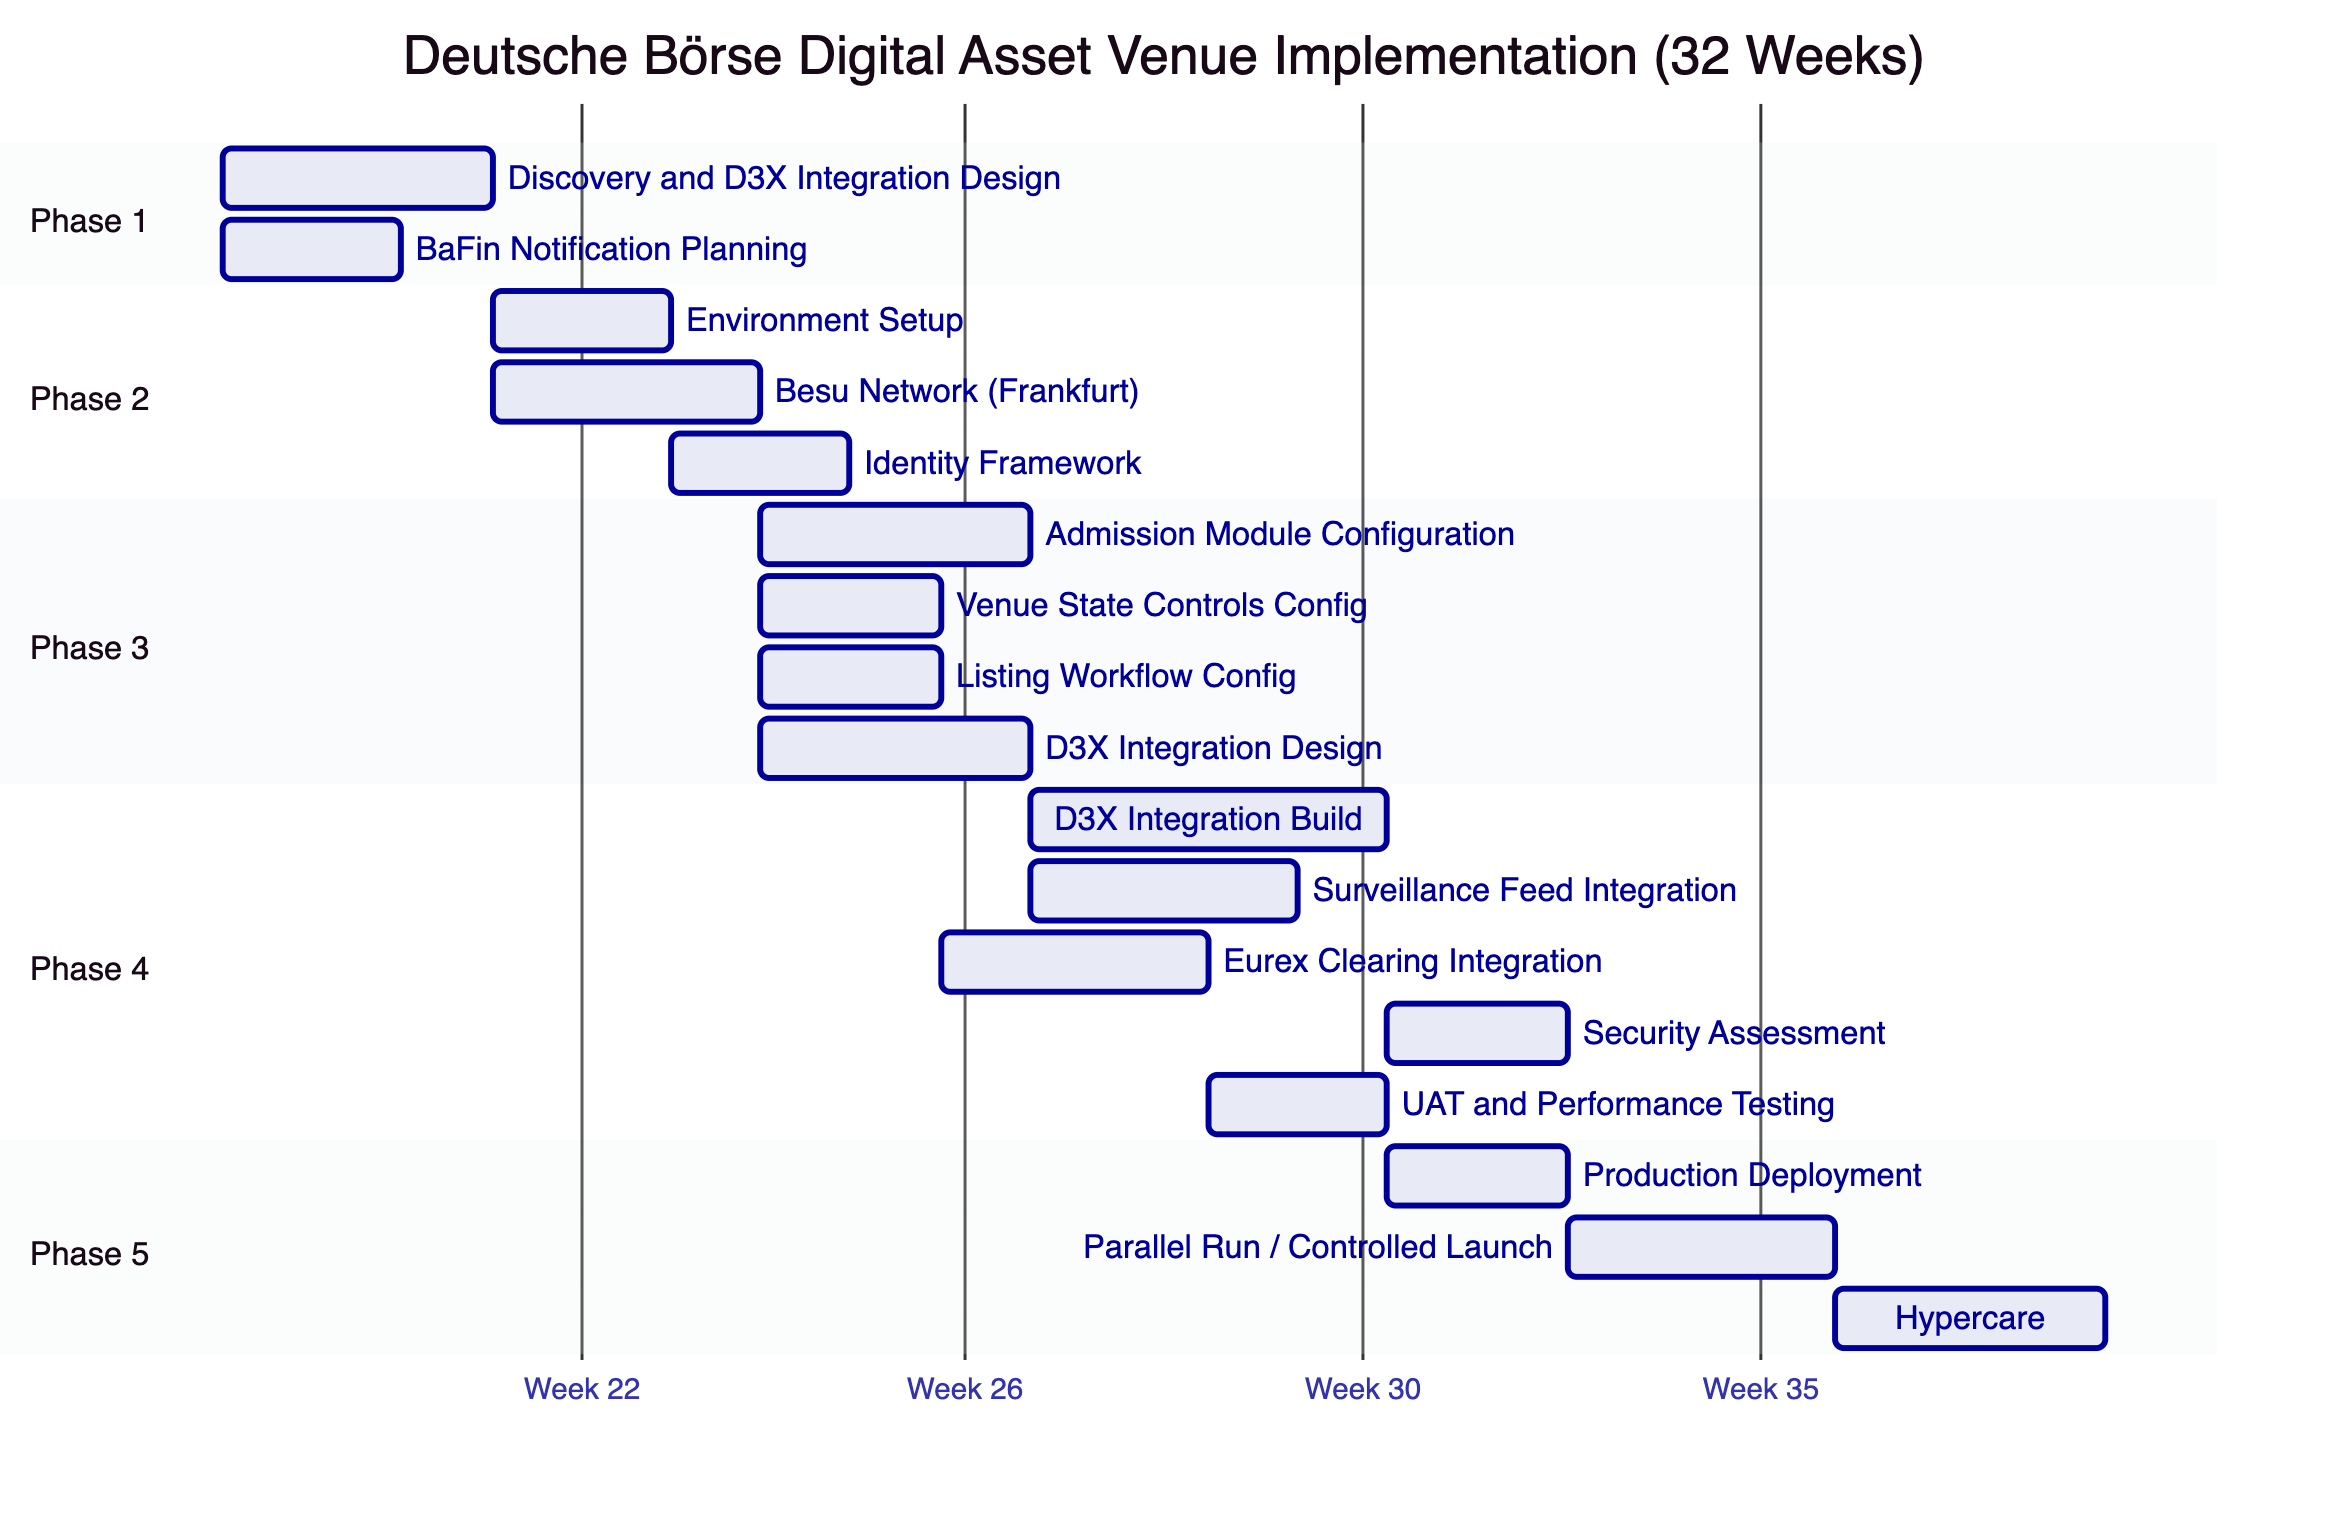 Deutsche Börse Digital Asset Venue Implementation (32 Weeks)
Phase 1
Discovery and D3X Integration Design
BaFin Notification Planning
Phase 2
Environment Setup
Besu Network (Frankfurt)
Identity Framework
Phase 3
Admission Module Configuration
Venue State Controls Config
Listing Workflow Config
D3X Integration Design
Phase 4
D3X Integration Build
Surveillance Feed Integration
Eurex Clearing Integration
Security Assessment
UAT and Performance Testing
Phase 5
Production Deployment
Parallel Run / Controlled Launch
Hypercare
Week 22
Week 26
Week 30
Week 35